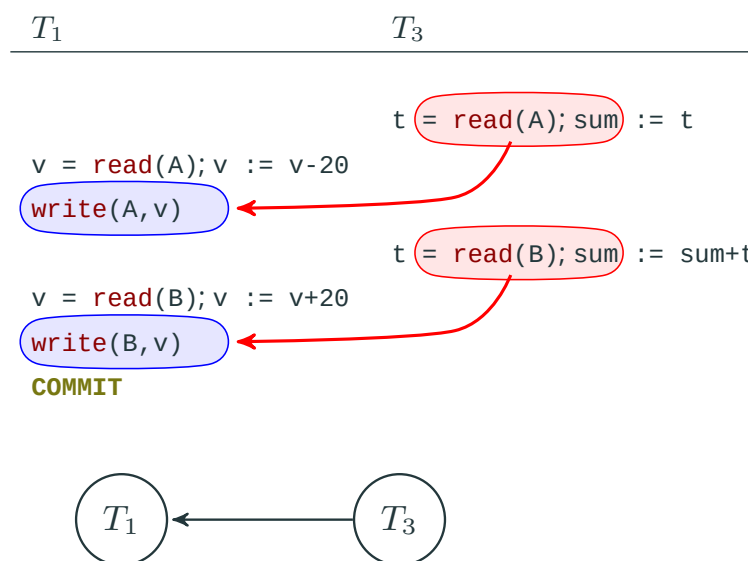 T1 T3
t = read(A); sum := t
v = read(A); v := v-20
write(A,v)
t = read(B); sum := sum+t
v = read(B); v := v+20
write(B,v)
COMMIT
T1 T3